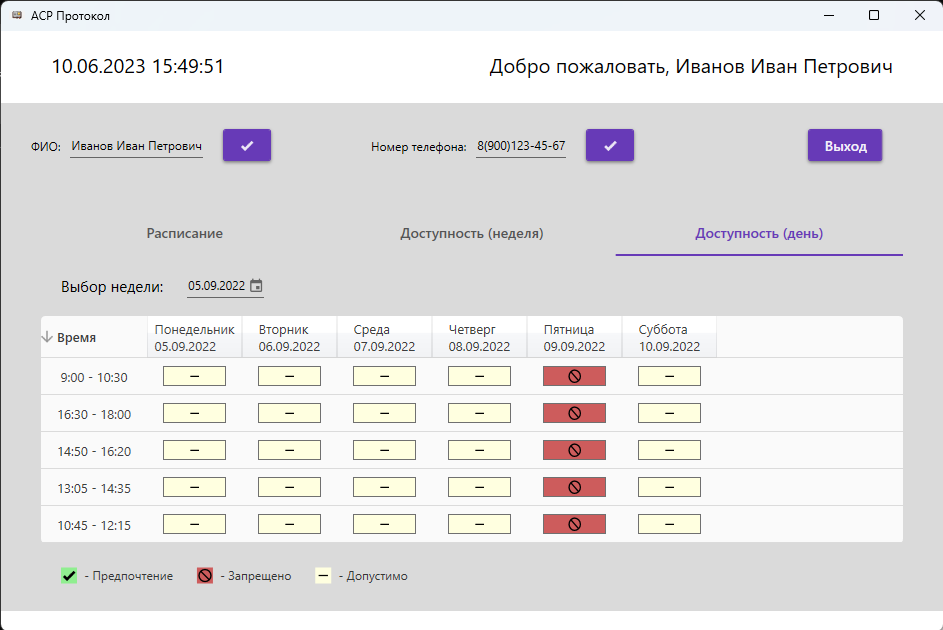 ACP Протокол
10.06.2023 15:49:51
Добро пожаловать, Иванов Иван Петрович
ФИО: Иванов Иван Петрович
Номер телефона: 8(900)123-45-67
Выход
Расписание
Доступность (неделя)
Доступность (день)
Выбор недели: 05.09.2022
Время
Понедельник
05.09.2022
Вторник
06.09.2022
Среда
07.09.2022
Четверг
08.09.2022
Пятница
09.09.2022
Суббота
10.09.2022
9:00 - 10:30
16:30 - 18:00
14:50 - 16:20
13:05 - 14:35
10:45 - 12:15
- Предпочтение
- Запрещено
- Допустимо